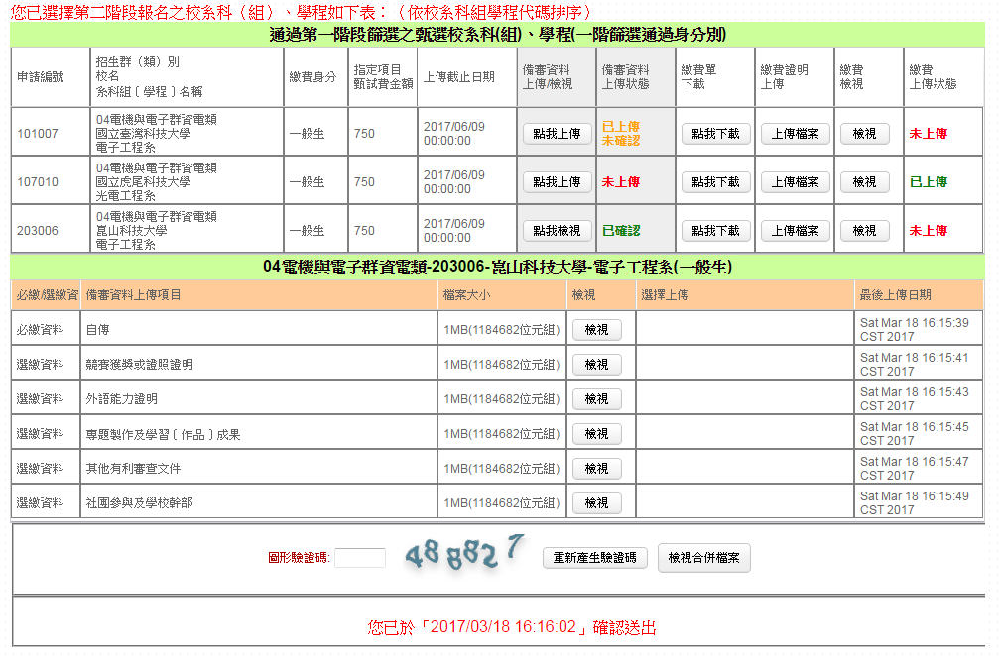 您已選擇第二階段報名之校系科（組）、學程如下表：（依校系科組學程代碼排序）
通過第一階段篩選之甄選校系科(組)、學程(一階篩選通過身分別)
申請編號 招生群（類）別 校名 系科組〔學程〕名稱 繳費身分 指定項目甄試費金額 上傳截止日期 備審資料上傳/檢視 備審資料上傳狀態 繳費單下載 繳費證明上傳 繳費檢視 繳費上傳狀態
101007 04電機與電子群資電類 國立臺灣科技大學 電子工程系 一般生 750 2017/06/09 00:00:00 點我上傳 已上傳未確認 點我下載 上傳檔案 檢視 未上傳
107010 04電機與電子群資電類 國立虎尾科技大學 光電工程系 一般生 750 2017/06/09 00:00:00 點我上傳 未上傳 點我下載 上傳檔案 檢視 已上傳
203006 04電機與電子群資電類 崑山科技大學 電子工程系 一般生 750 2017/06/09 00:00:00 點我檢視 已確認 點我下載 上傳檔案 檢視 未上傳
04電機與電子群資電類-203006-崑山科技大學-電子工程系(一般生)
必繳/選繳資 備審資料上傳項目 檔案大小 檢視 選擇上傳 最後上傳日期
必繳資料 自傳 1MB(1184682位元組) 檢視 Sat Mar 18 16:15:39 CST 2017
選繳資料 競賽獲獎或證照證明 1MB(1184682位元組) 檢視 Sat Mar 18 16:15:41 CST 2017
選繳資料 外語能力證明 1MB(1184682位元組) 檢視 Sat Mar 18 16:15:43 CST 2017
選繳資料 專題製作及學習〔作品〕成果 1MB(1184682位元組) 檢視 Sat Mar 18 16:15:45 CST 2017
選繳資料 其他有利審查文件 1MB(1184682位元組) 檢視 Sat Mar 18 16:15:47 CST 2017
選繳資料 社團參與及學校幹部 1MB(1184682位元組) 檢視 Sat Mar 18 16:15:49 CST 2017
圖形驗證碼: 488827 重新產生驗證碼 檢視合併檔案
您已於「2017/03/18 16:16:02」確認送出